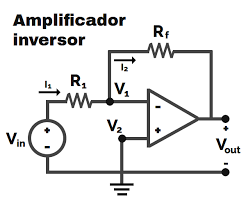 Amplificador
inversor
Rf
I2
I1
R1
V1
-
V2
+
+
-
Vin
+
Vout
-